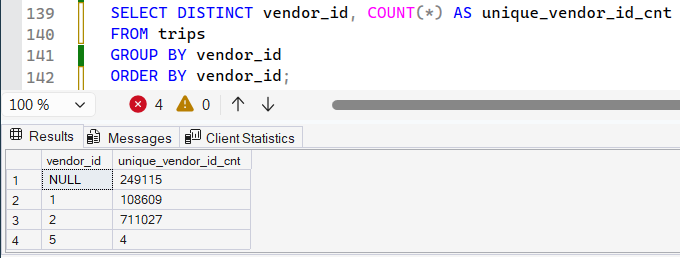 139 SELECT DISTINCT vendor_id, COUNT(*) AS unique_vendor_id_cnt
140 FROM trips
141 GROUP BY vendor_id
142 ORDER BY vendor_id;
100 % 4 0
Results Messages Client Statistics
vendor_id unique_vendor_id_cnt
1 NULL 249115
2 1 108609
3 2 711027
4 5 4